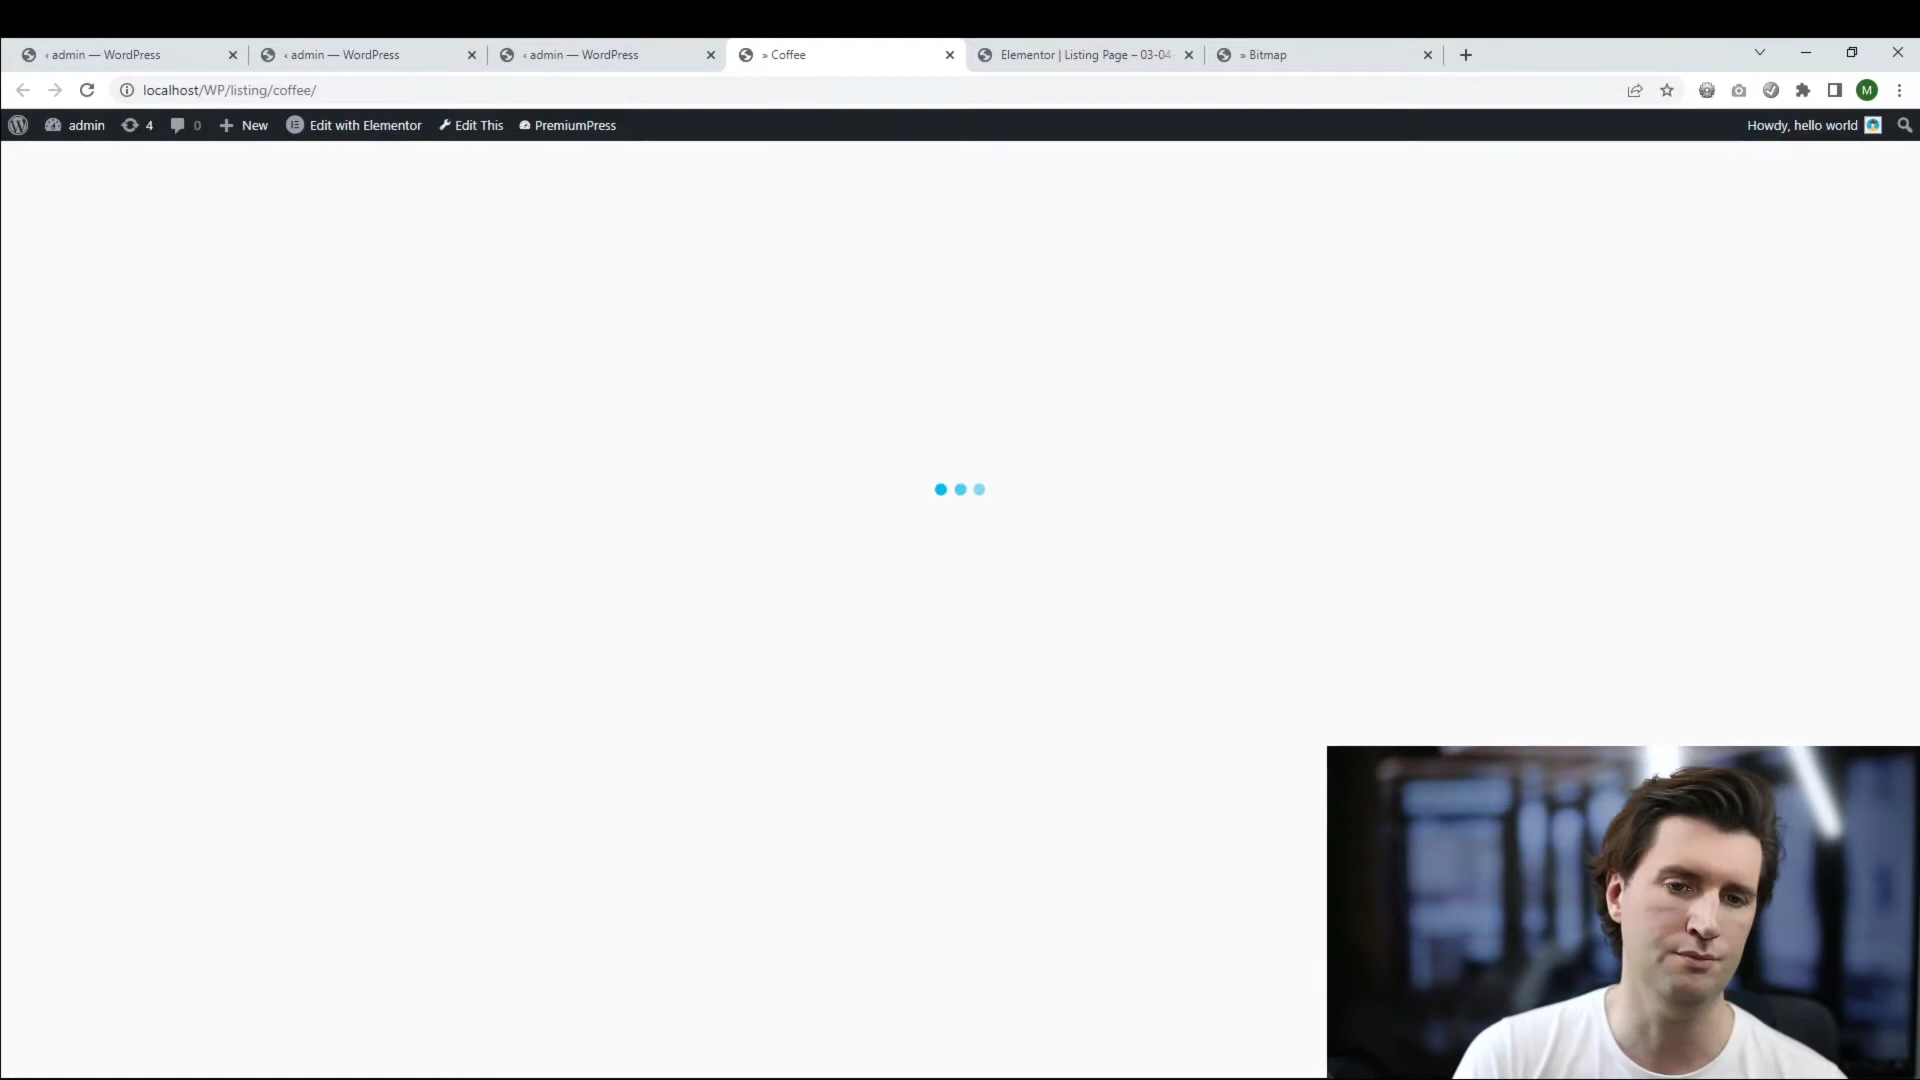 ‹ admin — WordPress
‹ admin — WordPress
‹ admin — WordPress
» Coffee
Elementor | Listing Page – 03-04
» Bitmap
localhost/WP/listing/coffee/
M
admin
4
0
New
Edit with Elementor
Edit This
PremiumPress
Howdy, hello world